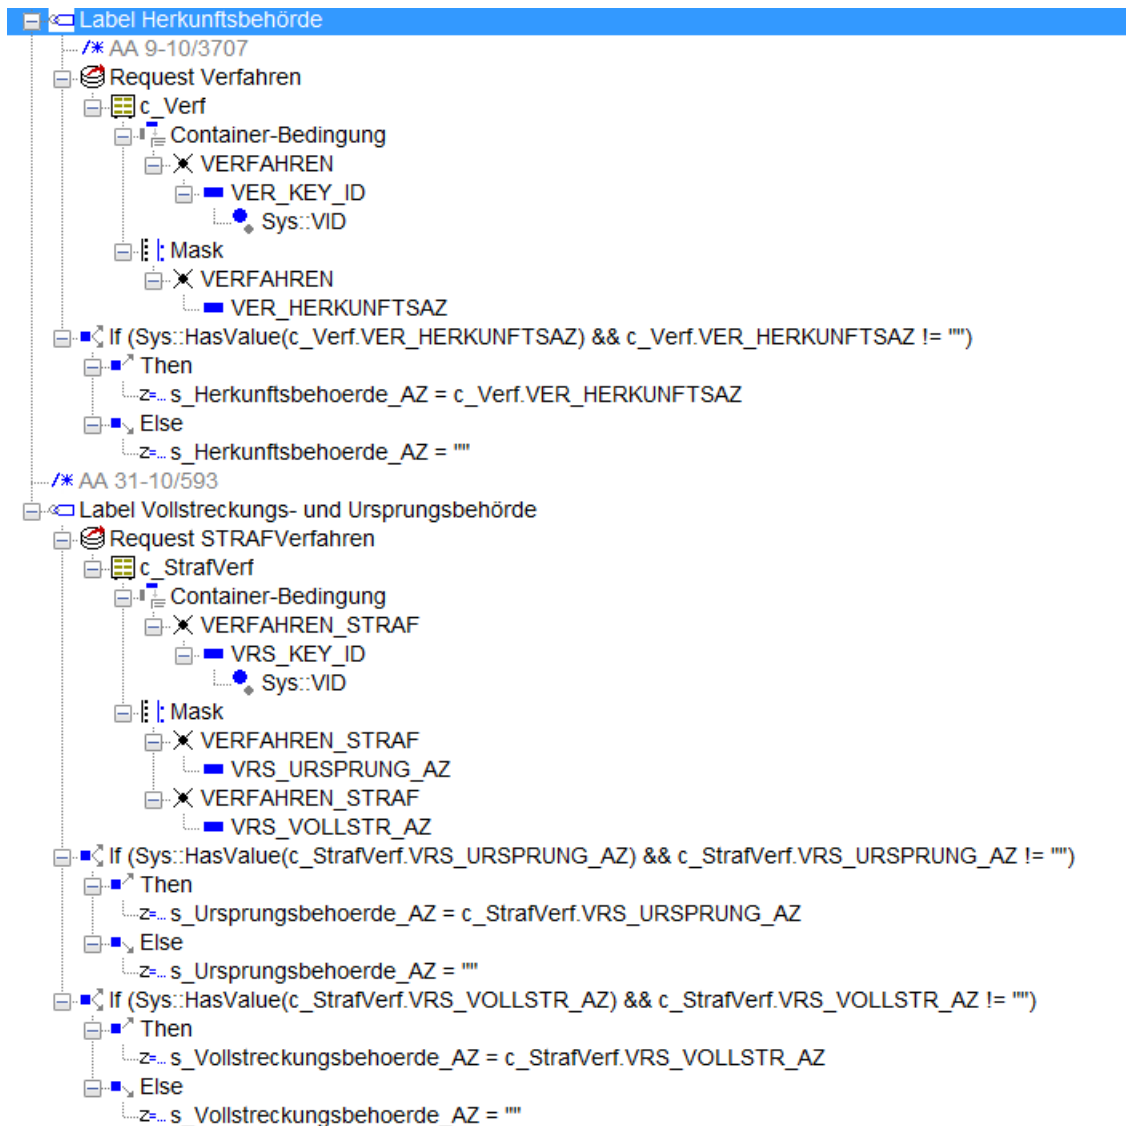 Label Herkunftsbehörde
/* AA 9-10/3707
Request Verfahren
c_Verf
Container-Bedingung
VERFAHREN
VER_KEY_ID
Sys::VID
Mask
VERFAHREN
VER_HERKUNFTSAZ
If (Sys::HasValue(c_Verf.VER_HERKUNFTSAZ) && c_Verf.VER_HERKUNFTSAZ != "")
Then
z=... s_Herkunftsbehoerde_AZ = c_Verf.VER_HERKUNFTSAZ
Else
z=... s_Herkunftsbehoerde_AZ = ""
/* AA 31-10/593
Label Vollstreckungs- und Ursprungsbehörde
Request STRAFVerfahren
c_StrafVerf
Container-Bedingung
VERFAHREN_STRAF
VRS_KEY_ID
Sys::VID
Mask
VERFAHREN_STRAF
VRS_URSPRUNG_AZ
VERFAHREN_STRAF
VRS_VOLLSTR_AZ
If (Sys::HasValue(c_StrafVerf.VRS_URSPRUNG_AZ) && c_StrafVerf.VRS_URSPRUNG_AZ != "")
Then
z=... s_Ursprungsbehoerde_AZ = c_StrafVerf.VRS_URSPRUNG_AZ
Else
z=... s_Ursprungsbehoerde_AZ = ""
If (Sys::HasValue(c_StrafVerf.VRS_VOLLSTR_AZ) && c_StrafVerf.VRS_VOLLSTR_AZ != "")
Then
z=... s_Vollstreckungsbehoerde_AZ = c_StrafVerf.VRS_VOLLSTR_AZ
Else
z=... s_Vollstreckungsbehoerde_AZ = ""